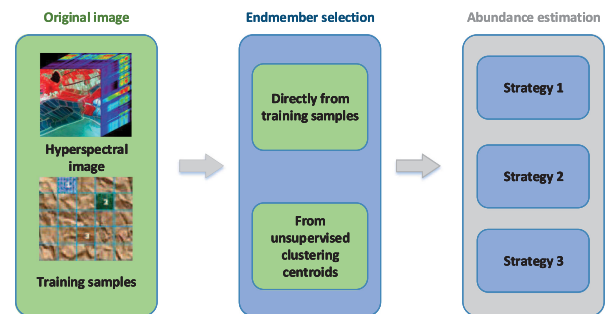 Original image
Endmember selection
Abundance estimation
Hyperspectral
image
Training samples
Directly from
training samples
From
unsupervised
clustering
centroids
Strategy 1
Strategy 2
Strategy 3